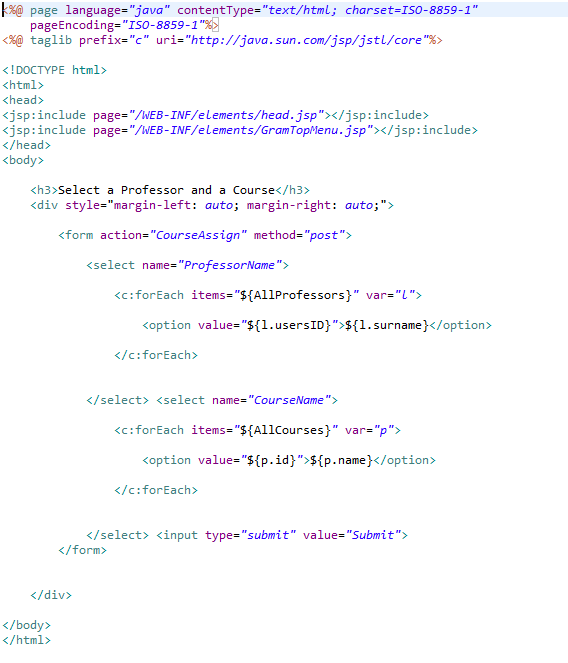 <%@ page language="java" contentType="text/html; charset=ISO-8859-1"
    pageEncoding="ISO-8859-1"%>
<%@ taglib prefix="c" uri="http://java.sun.com/jsp/jstl/core"%>

<!DOCTYPE html>
<html>
<head>
<jsp:include page="/WEB-INF/elements/head.jsp"></jsp:include>
<jsp:include page="/WEB-INF/elements/GramTopMenu.jsp"></jsp:include>
</head>
<body>

    <h3>Select a Professor and a Course</h3>
    <div style="margin-left: auto; margin-right: auto;">

        <form action="CourseAssign" method="post">

            <select name="ProfessorName">

                <c:forEach items="${AllProfessors}" var="l">

                    <option value="${l.usersID}">${l.surname}</option>

                </c:forEach>


            </select> <select name="CourseName">

                <c:forEach items="${AllCourses}" var="p">

                    <option value="${p.id}">${p.name}</option>

                </c:forEach>


            </select> <input type="submit" value="Submit">
        </form>


    </div>

</body>
</html>